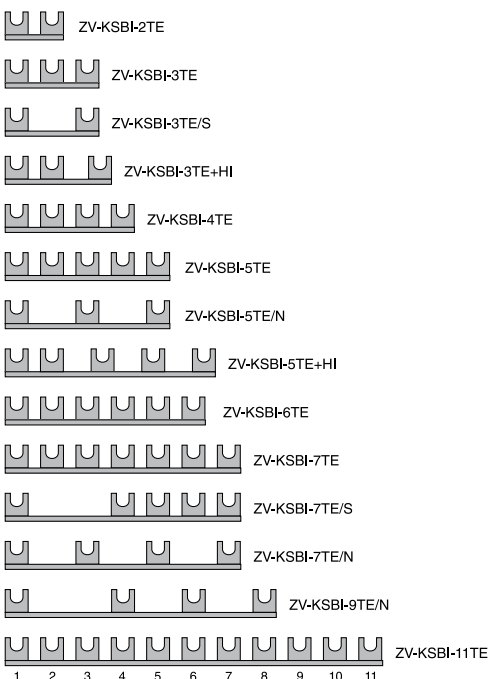 ZV-KSBI-2TE
ZV-KSBI-3TE
ZV-KSBI-3TE/S
ZV-KSBI-3TE+HI
ZV-KSBI-4TE
ZV-KSBI-5TE
ZV-KSBI-5TE/N
ZV-KSBI-5TE+HI
ZV-KSBI-6TE
ZV-KSBI-7TE
ZV-KSBI-7TE/S
ZV-KSBI-7TE/N
ZV-KSBI-9TE/N
ZV-KSBI-11TE
1 2 3 4 5 6 7 8 9 10 11